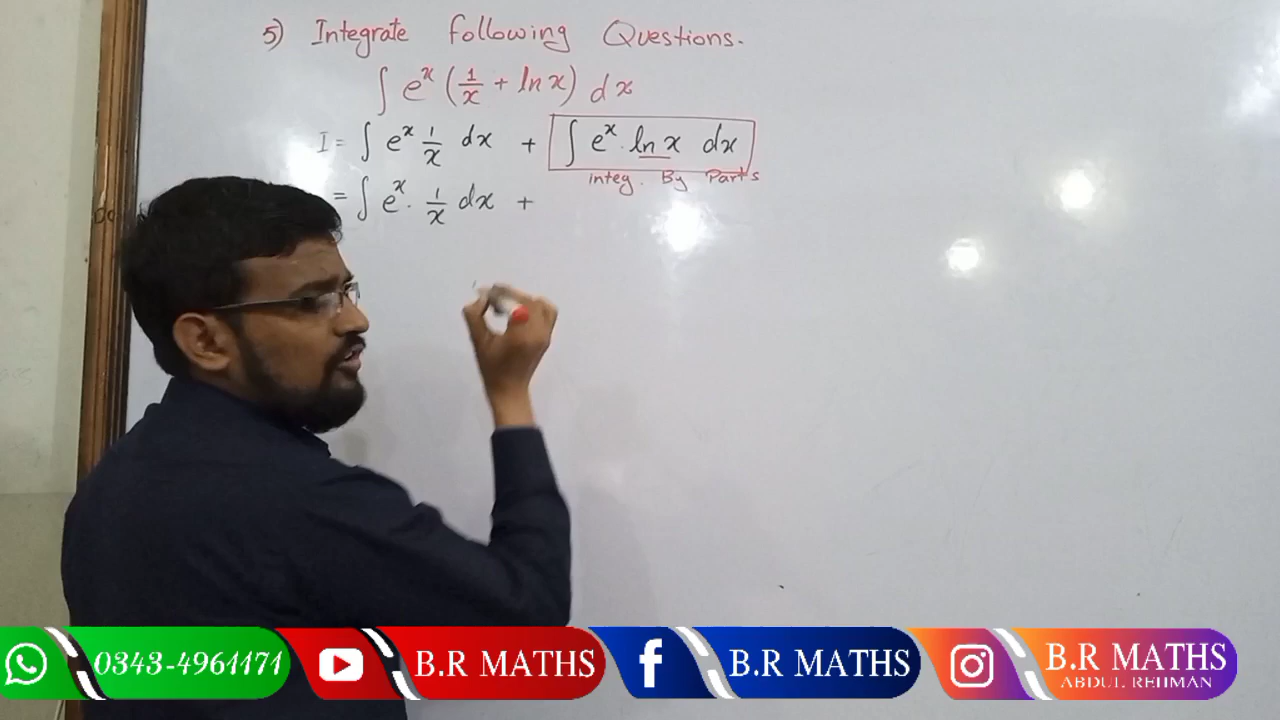 5) Integrate following Questions.
∫ e^x (1/x + ln x) dx
I = ∫ e^x 1/x dx + ∫ e^x . ln x dx
integ. By Parts
= ∫ e^x . 1/x dx +
0343-4961171
B.R MATHS
B.R MATHS
B.R MATHS
ABDUL REHMAN